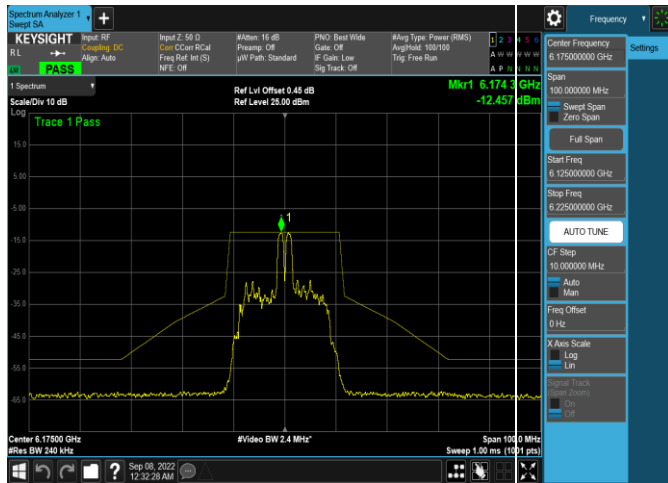 Spectrum Analyzer 1
Swept SA
KEYSIGHT
RL
PASS
Input: RF
Coupling: DC
Align: Auto
Input Z: 50 Ω
Corr CCorr RCal
Freq Ref: Int (S)
NFE: Off
#Atten: 16 dB
Preamp: Off
µW Path: Standard
PNO: Best Wide
Gate: Off
IF Gain: Low
Sig Track: Off
#Avg Type: Power (RMS)
Avg|Hold: 100/100
Trig: Free Run
1 2 3 4 5 6
A W W W W W
A P N N N N
1 Spectrum
Scale/Div 10 dB
Ref Lvl Offset 0.45 dB
Ref Level 25.00 dBm
Mkr1 6.174 3 GHz
-12.457 dBm
Log
Trace 1 Pass
15.0
5.00
-5.00
-15.0
-25.0
-35.0
-45.0
-55.0
-65.0
1
Center 6.17500 GHz
#Res BW 240 kHz
#Video BW 2.4 MHz*
Span 100.0 MHz
Sweep 1.00 ms (1001 pts)
?
Sep 08, 2022
12:32:28 AM
Frequency
Settings
Center Frequency
6.175000000 GHz
Span
100.000000 MHz
Swept Span
Zero Span
Full Span
Start Freq
6.125000000 GHz
Stop Freq
6.225000000 GHz
AUTO TUNE
CF Step
10.000000 MHz
Auto
Man
Freq Offset
0 Hz
X Axis Scale
Log
Lin
Signal Track
(Span Zoom)
On
Off